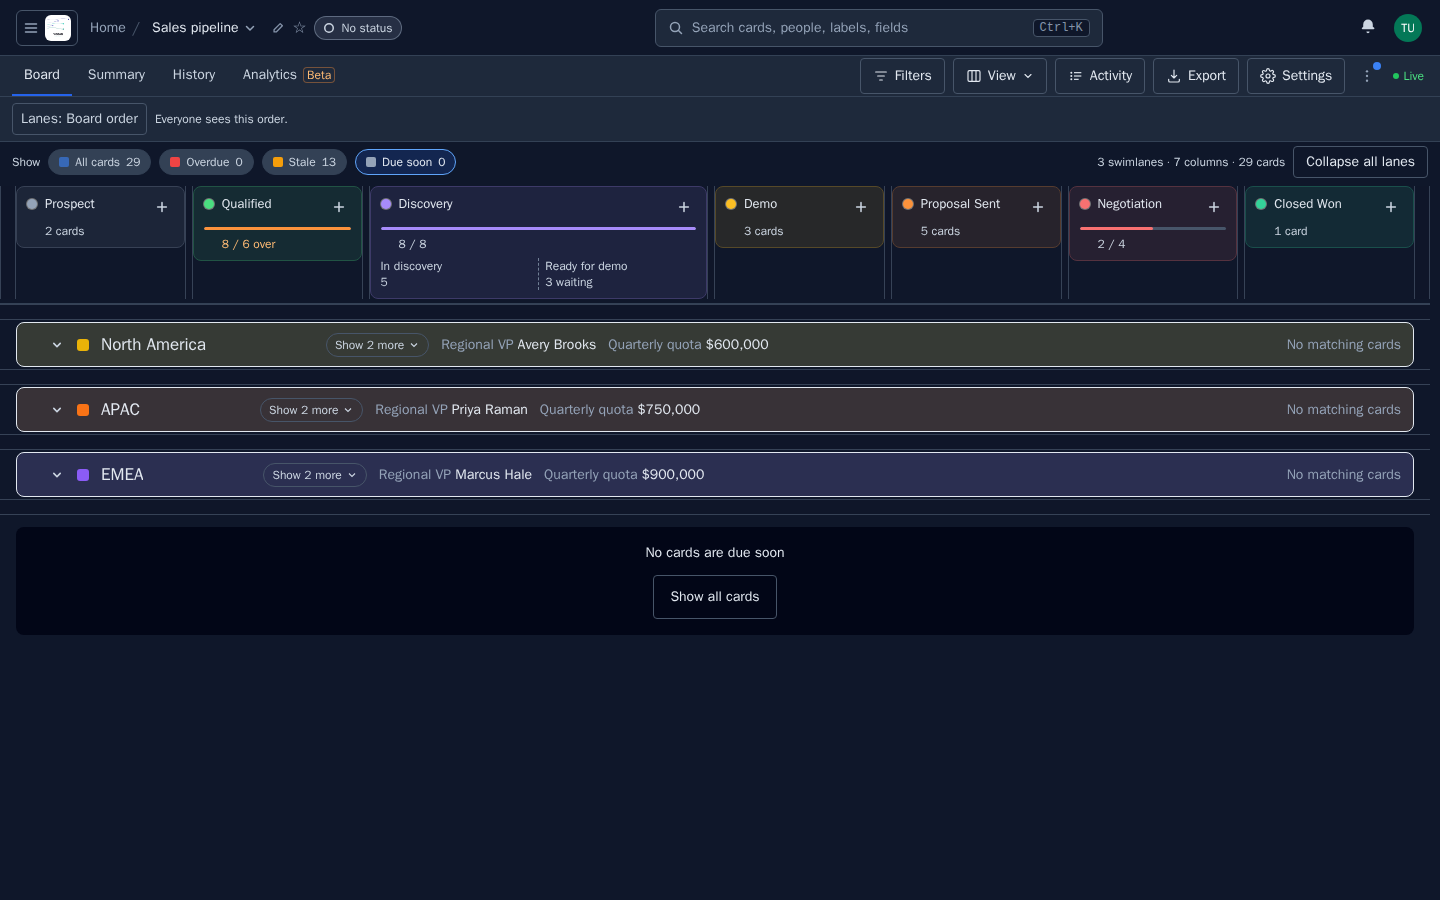 Home / Sales pipeline No status Search cards, people, labels, fields Ctrl+K TU
Board Summary History Analytics Beta Filters View Activity Export Settings Live
Lanes: Board order Everyone sees this order.
Show All cards 29 Overdue 0 Stale 13 Due soon 0 3 swimlanes · 7 columns · 29 cards Collapse all lanes
Prospect
2 cards
Qualified
8 / 6 over
Discovery
8 / 8
In discovery
5
Ready for demo
3 waiting
Demo
3 cards
Proposal Sent
5 cards
Negotiation
2 / 4
Closed Won
1 card
North America Show 2 more Regional VP Avery Brooks Quarterly quota $600,000 No matching cards
APAC Show 2 more Regional VP Priya Raman Quarterly quota $750,000 No matching cards
EMEA Show 2 more Regional VP Marcus Hale Quarterly quota $900,000 No matching cards
No cards are due soon
Show all cards